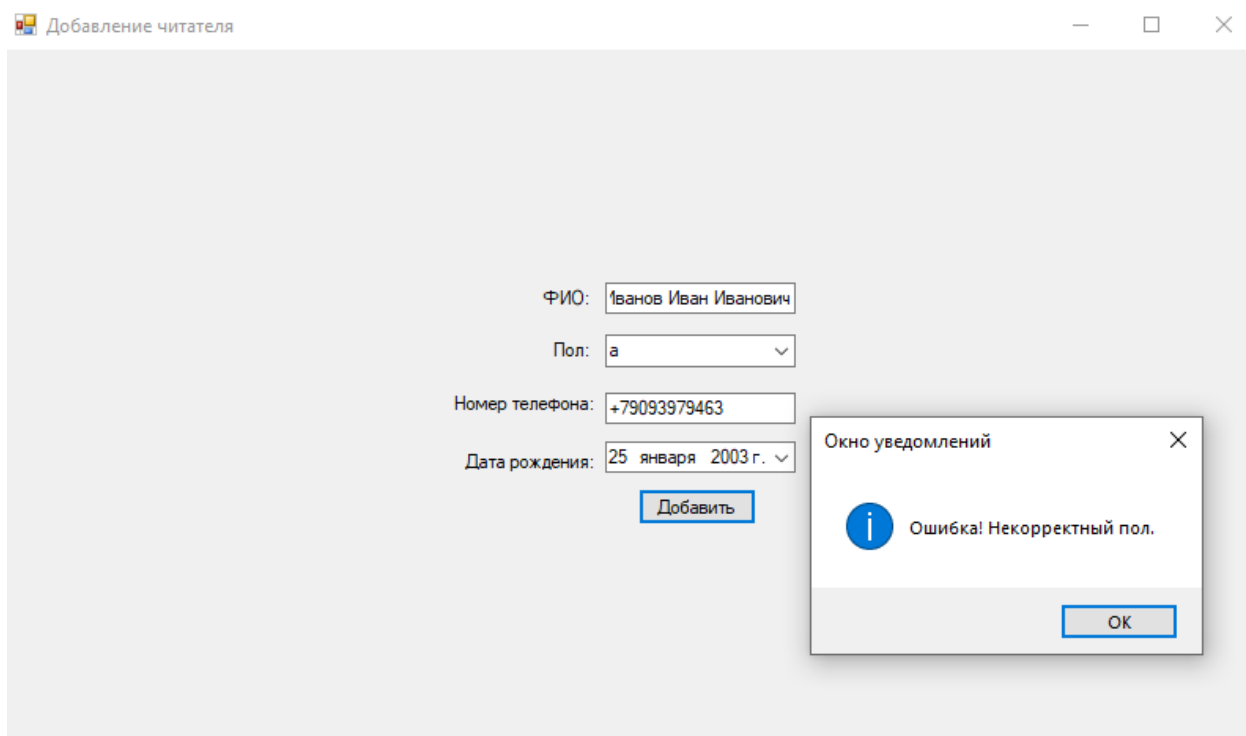 Добавление читателя
ФИО: Иванов Иван Иванович
Пол: а
Номер телефона: +79093979463
Дата рождения: 25 января 2003 г.
Добавить
Окно уведомлений
Ошибка! Некорректный пол.
ОК